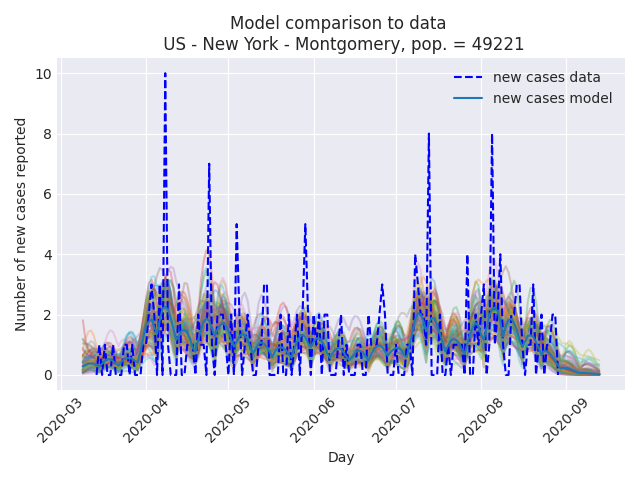 Model comparison to data
US - New York - Montgomery, pop. = 49221
new cases data
new cases model
Number of new cases reported
10
8
6
4
2
0
2020-03
2020-04
2020-05
2020-06
2020-07
2020-08
2020-09
Day